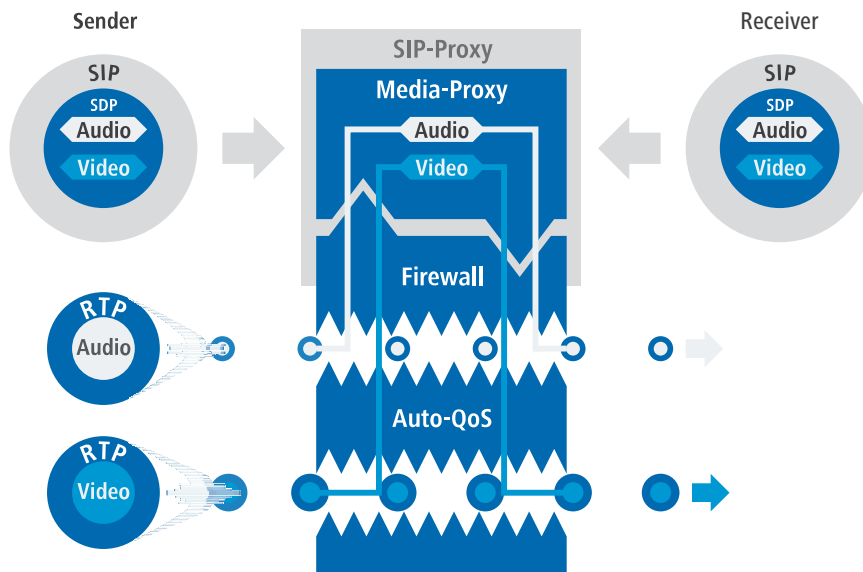 Sender
Receiver
SIP-Proxy
SIP
SDP
Audio
Video
Media-Proxy
Audio
Video
SIP
SDP
Audio
Video
Firewall
RTP
Audio
Auto-QoS
RTP
Video